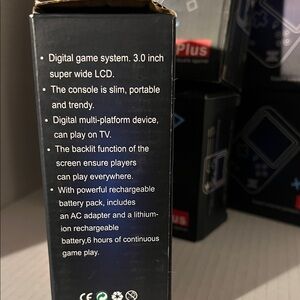 • Digital game system. 3.0 inch
super wide LCD.
• The console is slim, portable
and trendy.
• Digital multi-platform device,
can play on TV.
• The backlit function of the
screen ensure players
can play everywhere.
• With powerful rechargeable
battery pack, includes
an AC adapter and a lithium-
ion rechargeable
battery,6 hours of continuous
game play.
CE
Plus
us